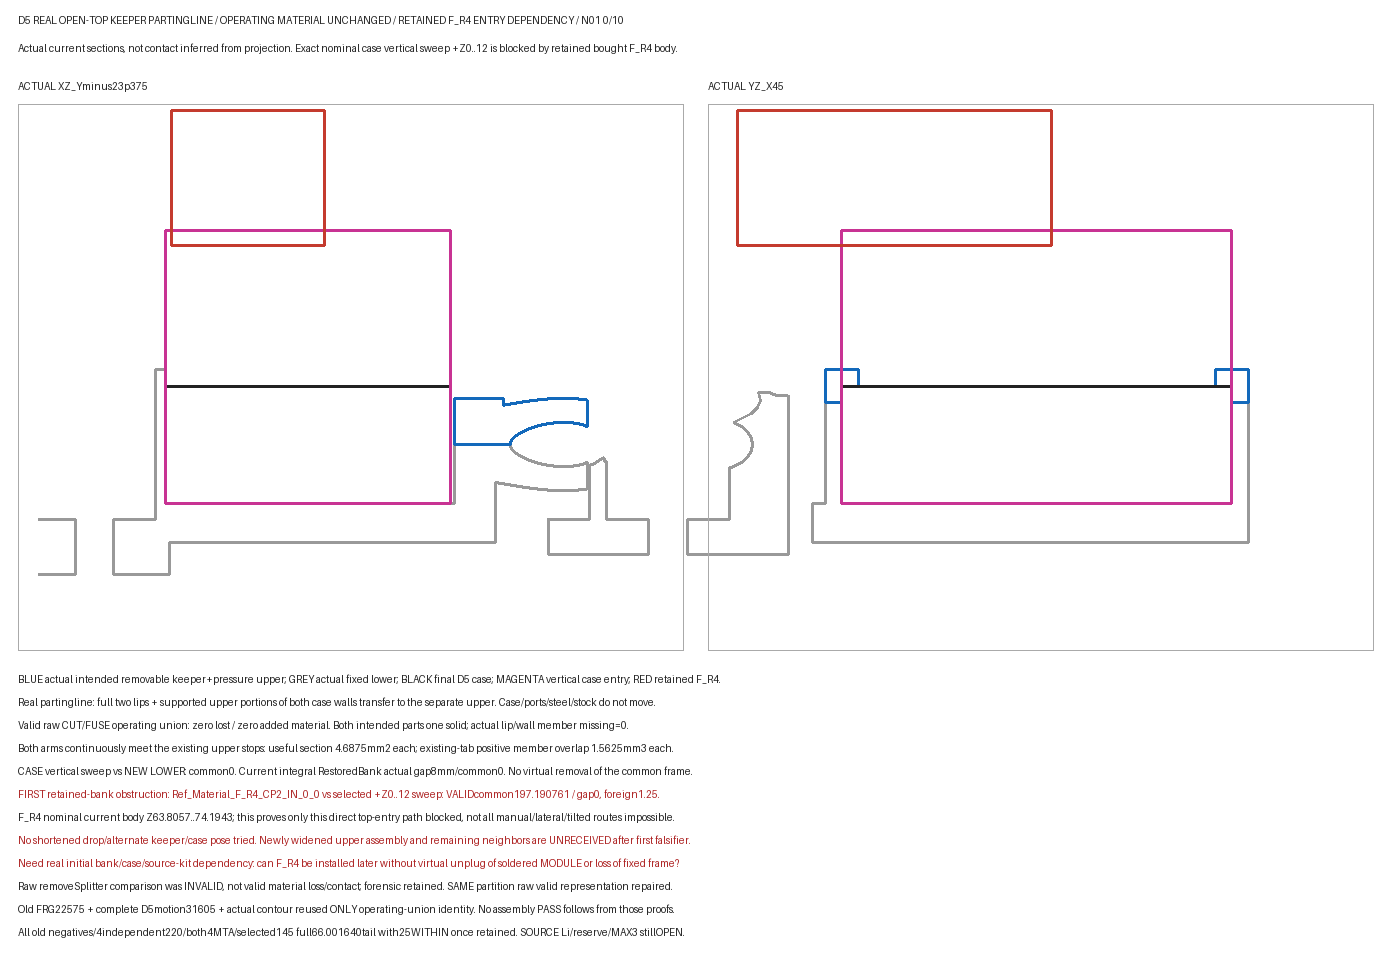 D5 REAL OPEN-TOP KEEPER PARTINGLINE / OPERATING MATERIAL UNCHANGED / RETAINED F_R4 ENTRY DEPENDENCY / N01 0/10
Actual current sections, not contact inferred from projection. Exact nominal case vertical sweep +Z0..12 is blocked by retained bought F_R4 body.
ACTUAL XZ_Yminus23p375
ACTUAL YZ_X45
BLUE actual intended removable keeper+pressure upper; GREY actual fixed lower; BLACK final D5 case; MAGENTA vertical case entry; RED retained F_R4.
Real partingline: full two lips + supported upper portions of both case walls transfer to the separate upper. Case/ports/steel/stock do not move.
Valid raw CUT/FUSE operating union: zero lost / zero added material. Both intended parts one solid; actual lip/wall member missing=0.
Both arms continuously meet the existing upper stops: useful section 4.6875mm2 each; existing-tab positive member overlap 1.5625mm3 each.
CASE vertical sweep vs NEW LOWER: common0. Current integral RestoredBank actual gap8mm/common0. No virtual removal of the common frame.
FIRST retained-bank obstruction: Ref_Material_F_R4_CP2_IN_0_0 vs selected +Z0..12 sweep: VALIDcommon197.190761 / gap0, foreign1.25.
F_R4 nominal current body Z63.8057..74.1943; this proves only this direct top-entry path blocked, not all manual/lateral/tilted routes impossible.
No shortened drop/alternate keeper/case pose tried. Newly widened upper assembly and remaining neighbors are UNRECEIVED after first falsifier.
Need real initial bank/case/source-kit dependency: can F_R4 be installed later without virtual unplug of soldered MODULE or loss of fixed frame?
Raw removeSplitter comparison was INVALID, not valid material loss/contact; forensic retained. SAME partition raw valid representation repaired.
Old FRG22575 + complete D5motion31605 + actual contour reused ONLY operating-union identity. No assembly PASS follows from those proofs.
All old negatives/4independent220/both4MTA/selected145 full66.001640tail with25WITHIN once retained. SOURCE Li/reserve/MAX3 stillOPEN.